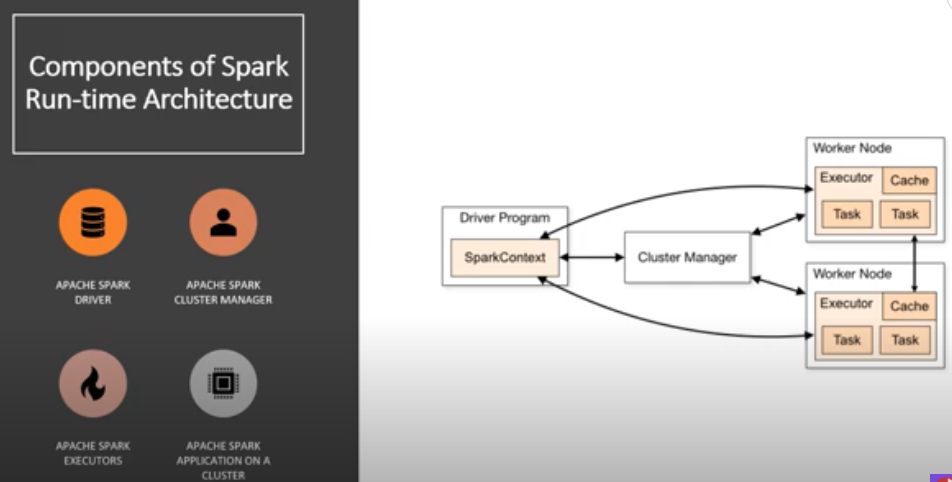 Components of Spark
Run-time Architecture
APACHE SPARK
DRIVER
APACHE SPARK
CLUSTER MANAGER
APACHE SPARK
EXECUTORS
APACHE SPARK
APPLICATION ON A
CLUSTER
Driver Program
SparkContext
Cluster Manager
Worker Node
Executor
Cache
Task
Task
Worker Node
Executor
Cache
Task
Task